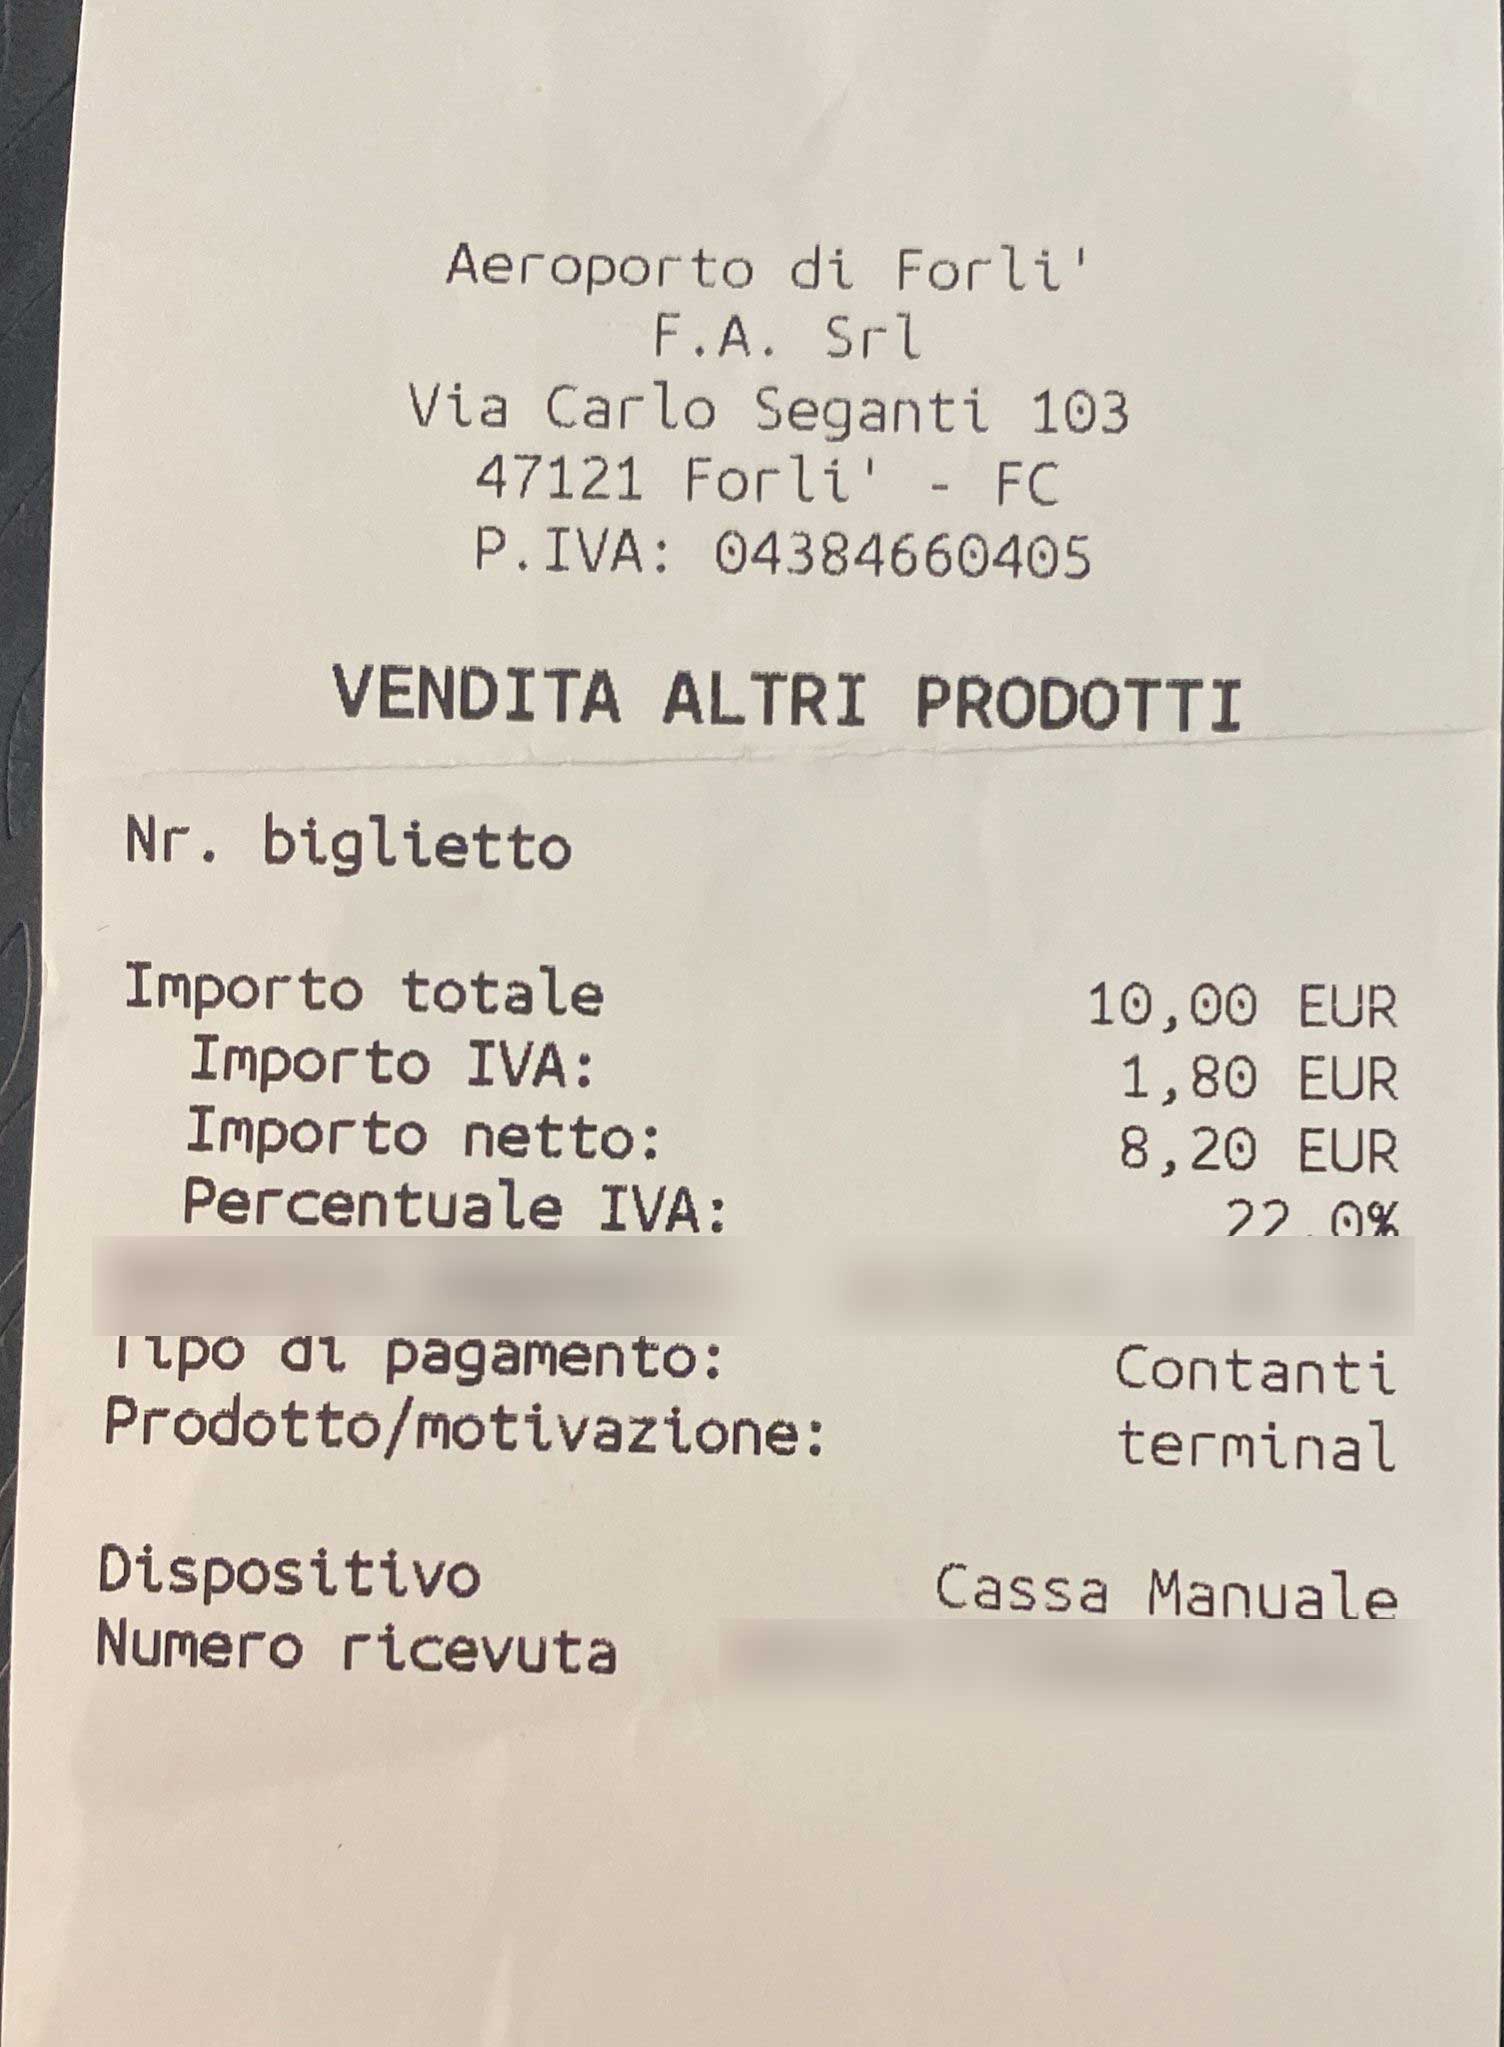 Aeroporto di Forli'
F.A. Srl
Via Carlo Seganti 103
47121 Forli' - FC
P.IVA: 04384660405
VENDITA ALTRI PRODOTTI
Nr. biglietto
Importo totale 10,00 EUR
Importo IVA: 1,80 EUR
Importo netto: 8,20 EUR
Percentuale IVA: 22.0%
Tipo di pagamento: Contanti
Prodotto/motivazione: terminal
Dispositivo Cassa Manuale
Numero ricevuta